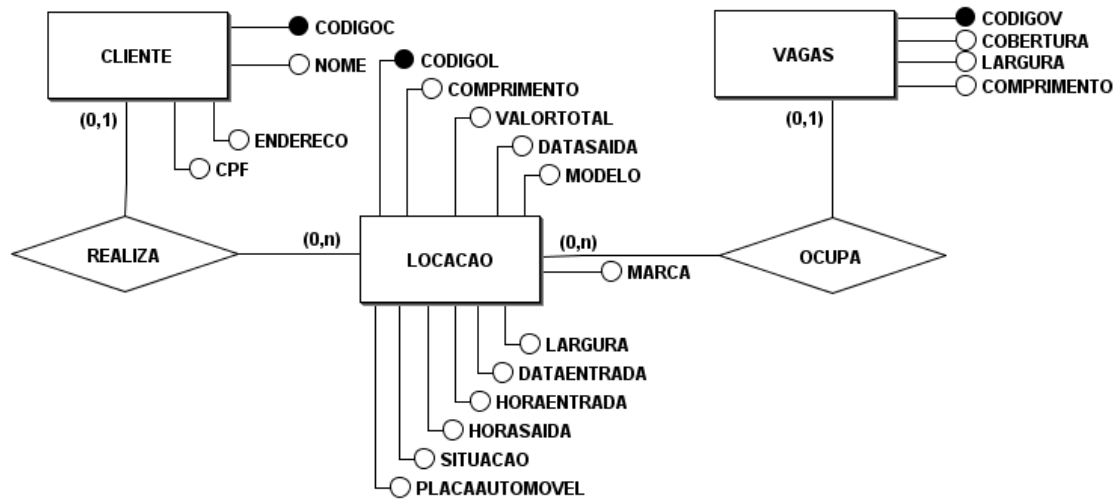 CLIENTE
CODIGOC
NOME
ENDERECO
CPF
(0,1)
REALIZA
(0,n)
CODIGOL
COMPRIMENTO
VALORTOTAL
DATASAIDA
MODELO
LOCACAO
MARCA
LARGURA
DATAENTRADA
HORAENTRADA
HORASAIDA
SITUACAO
PLACAAUTOMOVEL
(0,n)
OCUPA
(0,1)
VAGAS
CODIGOV
COBERTURA
LARGURA
COMPRIMENTO